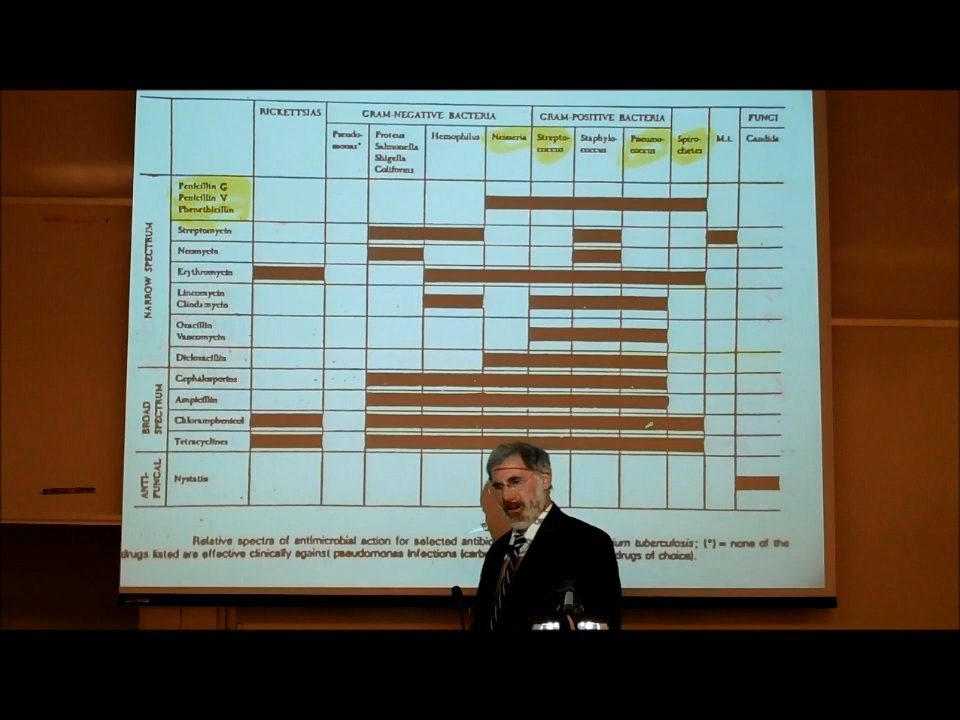 RICKETTSIAS GRAM-NEGATIVE BACTERIA GRAM-POSITIVE BACTERIA FUNGI
Pseudo-
monas*
Proteus
Salmonella
Shigella
Coliforms
Hemophilus
Neisseria
Strepto-
coccus
Staphylo-
coccus
Pneumo-
coccus
Spiro-
chetes
M.t.
Candida
NARROW SPECTRUM
Penicillin G
Penicillin V
Phenethicillin
Streptomycin
Neomycin
Erythromycin
Lincomycin
Clindamycin
Oxacillin
Vancomycin
Dicloxacillin
BROAD
SPECTRUM
Cephalosporins
Ampicillin
Chloramphenicol
Tetracyclines
ANTI-
FUNGAL
Nystatin
Relative spectra of antimicrobial action for selected antibio ium tuberculosis; (*) = none of the
drugs listed are effective clinically against pseudomonas infections (carb drugs of choice).